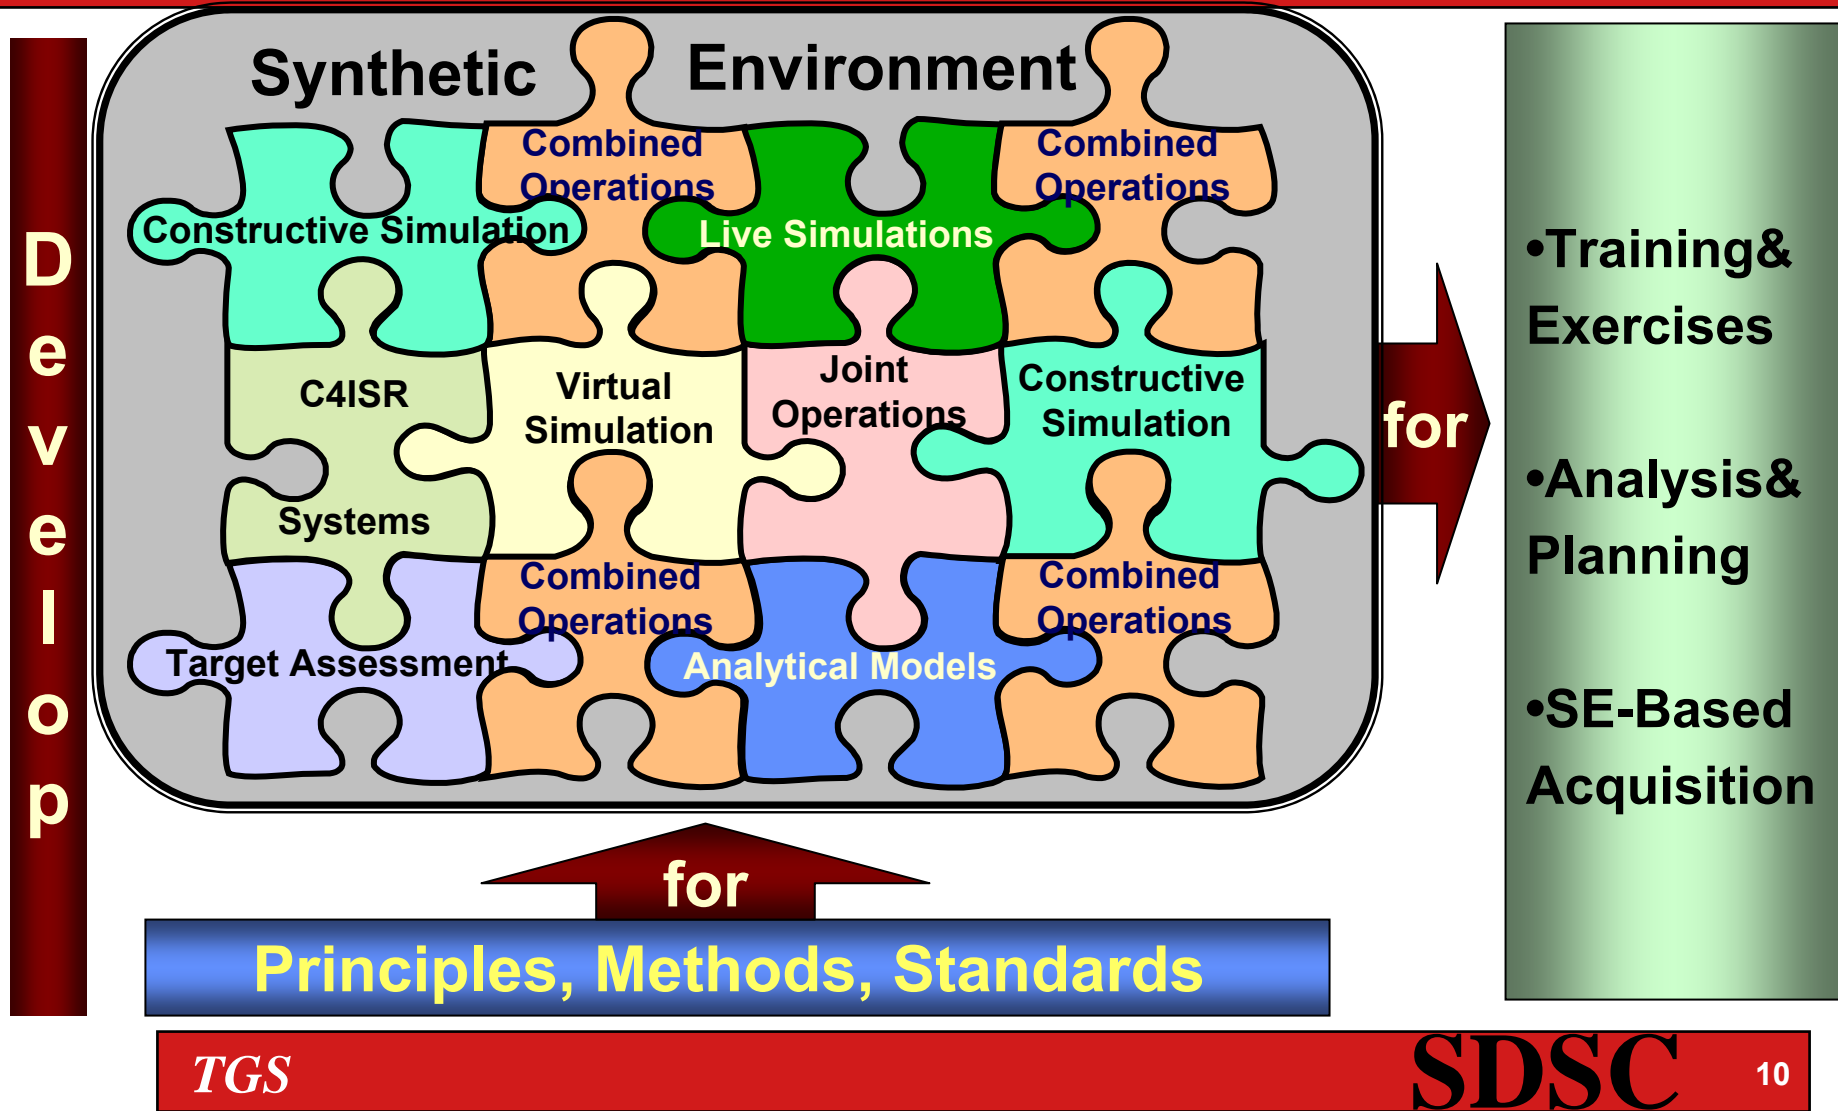 Develop
Synthetic Environment
Combined
Operations
Combined
Operations
Constructive Simulation
Live Simulations
C4ISR
Systems
Virtual
Simulation
Joint
Operations
Constructive
Simulation
Combined
Operations
Combined
Operations
Target Assessment
Analytical Models
for
•Training&
Exercises
•Analysis&
Planning
•SE-Based
Acquisition
for
Principles, Methods, Standards
TGS
SDSC
10